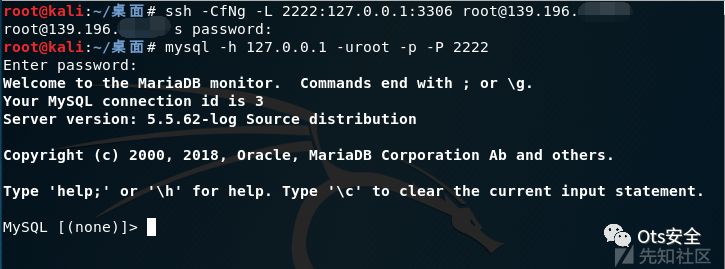 root@kali:~/桌面# ssh -CfNg -L 2222:127.0.0.1:3306 root@139.196.
root@139.196. s password:
root@kali:~/桌面# mysql -h 127.0.0.1 -uroot -p -P 2222
Enter password:
Welcome to the MariaDB monitor.  Commands end with ; or \g.
Your MySQL connection id is 3
Server version: 5.5.62-log Source distribution
Copyright (c) 2000, 2018, Oracle, MariaDB Corporation Ab and others.
Type 'help;' or '\h' for help. Type '\c' to clear the current input statement.
MySQL [(none)]>
Ots安全
先知社区